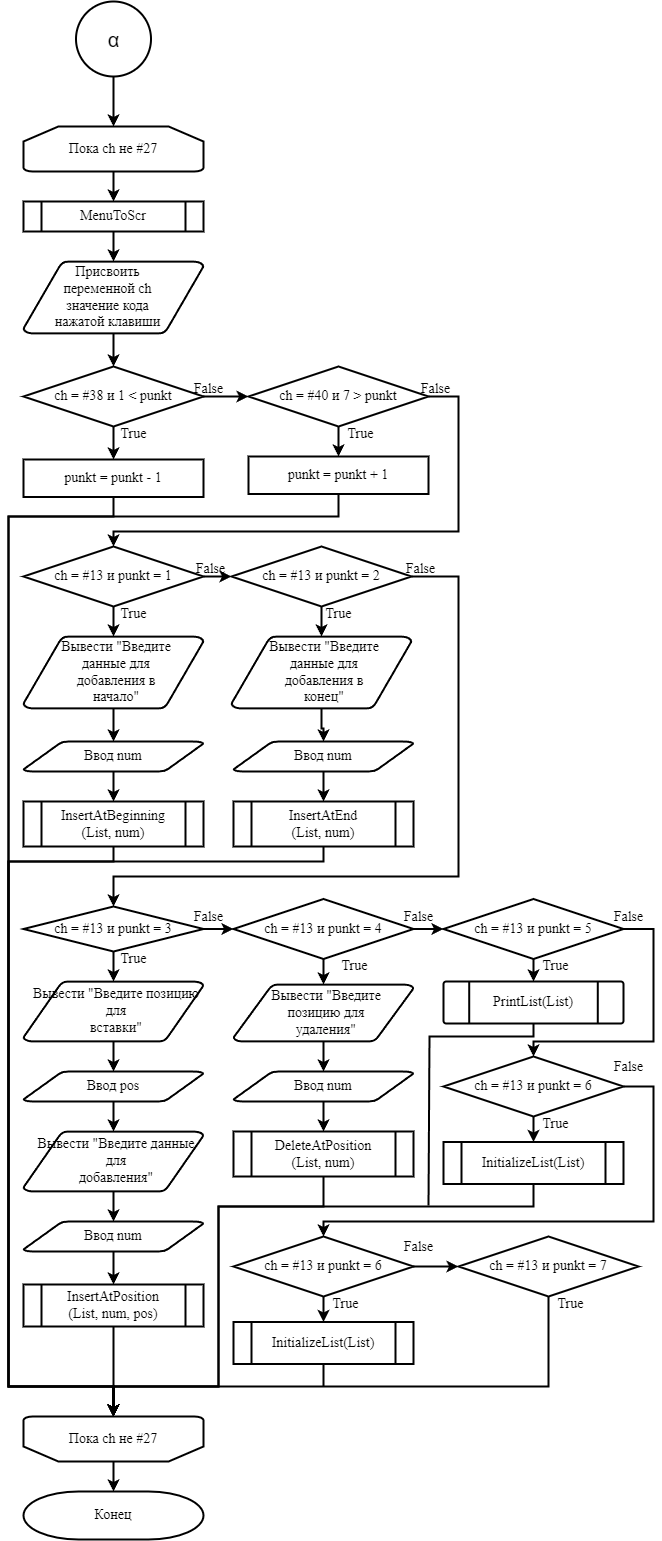 α
Пока ch не #27
MenuToScr
Присвоить
переменной ch
значение кода
нажатой клавиши
ch = #38 и 1 < punkt
False
ch = #40 и 7 > punkt
False
True
True
punkt = punkt - 1
punkt = punkt + 1
ch = #13 и punkt = 1
False
ch = #13 и punkt = 2
False
True
True
Вывести "Введите
данные для
добавления в
начало"
Вывести "Введите
данные для
добавления в
конец"
Ввод num
Ввод num
InsertAtBeginning
(List, num)
InsertAtEnd
(List, num)
ch = #13 и punkt = 3
False
ch = #13 и punkt = 4
False
ch = #13 и punkt = 5
False
True
True
True
Вывести "Введите позицию
для
вставки"
Вывести "Введите
позицию для
удаления"
PrintList(List)
Ввод pos
Ввод num
ch = #13 и punkt = 6
False
True
Вывести "Введите данные
для
добавления"
DeleteAtPosition
(List, num)
InitializeList(List)
Ввод num
ch = #13 и punkt = 6
False
ch = #13 и punkt = 7
True
True
InsertAtPosition
(List, num, pos)
InitializeList(List)
Пока ch не #27
Конец